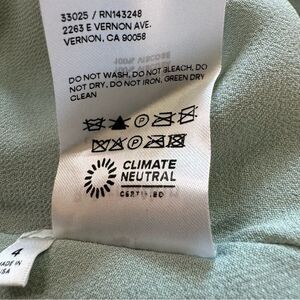 33025 / RN143248
2263 E VERNON AVE.
VERNON, CA 90058
DO NOT WASH, DO NOT BLEACH, DO
NOT DRY, DO NOT IRON, GREEN DRY
CLEAN
P
P
CLIMATE
NEUTRAL
CERTIFIED
4
MADE IN
USA